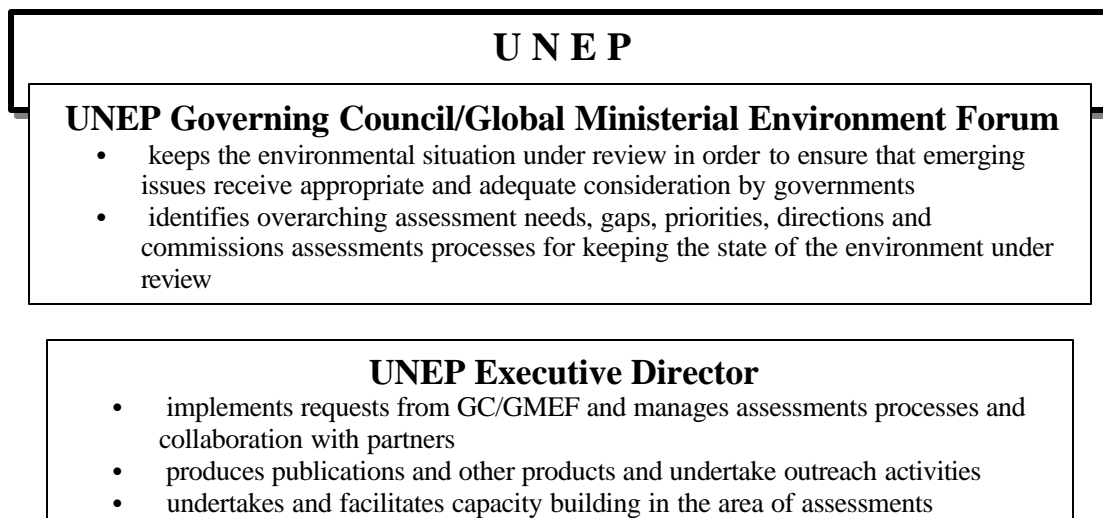 U N E P
UNEP Governing Council/Global Ministerial Environment Forum
• keeps the environmental situation under review in order to ensure that emerging
issues receive appropriate and adequate consideration by governments
• identifies overarching assessment needs, gaps, priorities, directions and
commissions assessments processes for keeping the state of the environment under
review
UNEP Executive Director
• implements requests from GC/GMEF and manages assessments processes and
collaboration with partners
• produces publications and other products and undertake outreach activities
• undertakes and facilitates capacity building in the area of assessments